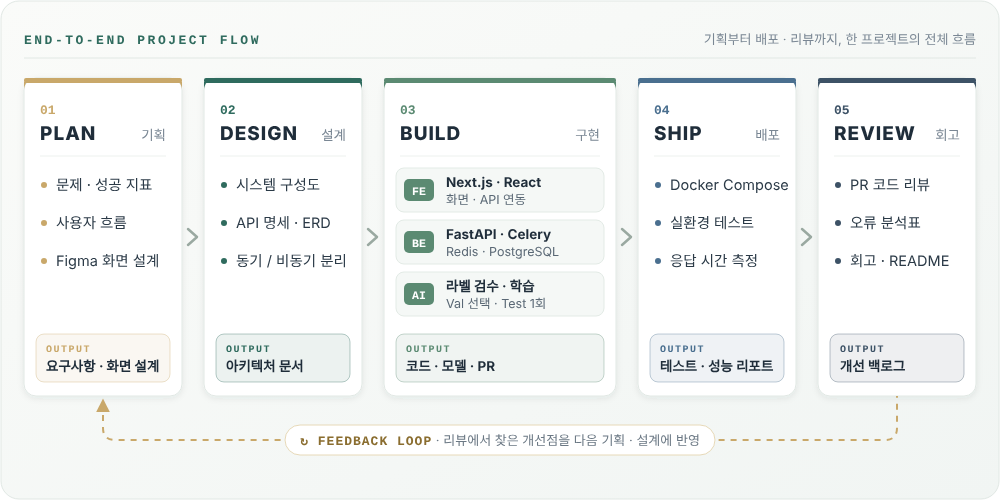 END-TO-END PROJECT FLOW
기획부터 배포 · 리뷰까지, 한 프로젝트의 전체 흐름
01
PLAN 기획
문제 · 성공 지표
사용자 흐름
Figma 화면 설계
OUTPUT
요구사항 · 화면 설계
02
DESIGN 설계
시스템 구성도
API 명세 · ERD
동기 / 비동기 분리
OUTPUT
아키텍처 문서
03
BUILD 구현
FE
Next.js · React
화면 · API 연동
BE
FastAPI · Celery
Redis · PostgreSQL
AI
라벨 검수 · 학습
Val 선택 · Test 1회
OUTPUT
코드 · 모델 · PR
04
SHIP 배포
Docker Compose
실환경 테스트
응답 시간 측정
OUTPUT
테스트 · 성능 리포트
05
REVIEW 회고
PR 코드 리뷰
오류 분석표
회고 · README
OUTPUT
개선 백로그
↻ FEEDBACK LOOP · 리뷰에서 찾은 개선점을 다음 기획 · 설계에 반영